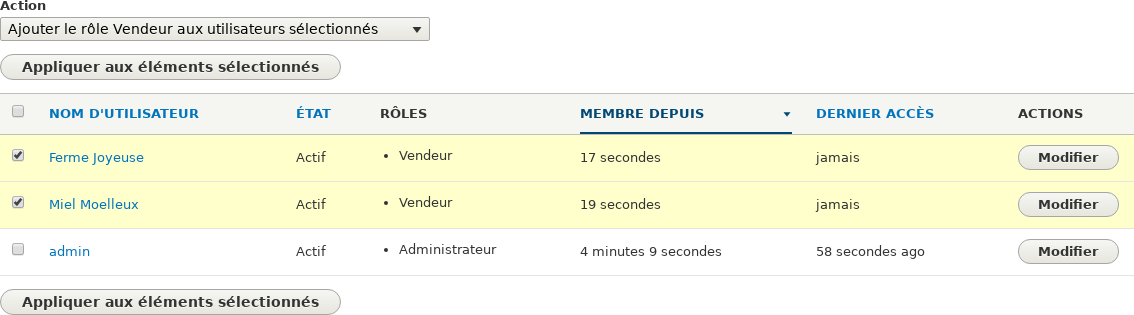 Action
Ajouter le rôle Vendeur aux utilisateurs sélectionnés
Appliquer aux éléments sélectionnés
NOM D'UTILISATEUR ÉTAT RÔLES MEMBRE DEPUIS DERNIER ACCÈS ACTIONS
Ferme Joyeuse Actif • Vendeur 17 secondes jamais Modifier
Miel Moelleux Actif • Vendeur 19 secondes jamais Modifier
admin Actif • Administrateur 4 minutes 9 secondes 58 secondes ago Modifier
Appliquer aux éléments sélectionnés